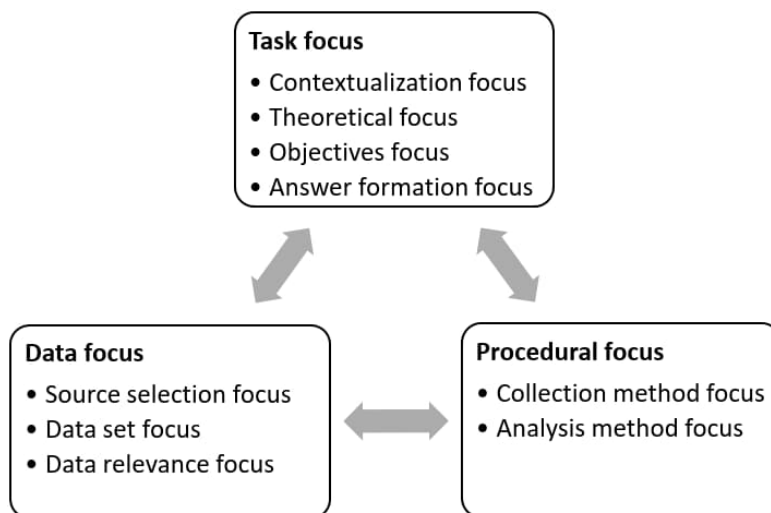 Task focus
• Contextualization focus
• Theoretical focus
• Objectives focus
• Answer formation focus
Data focus
• Source selection focus
• Data set focus
• Data relevance focus
Procedural focus
• Collection method focus
• Analysis method focus